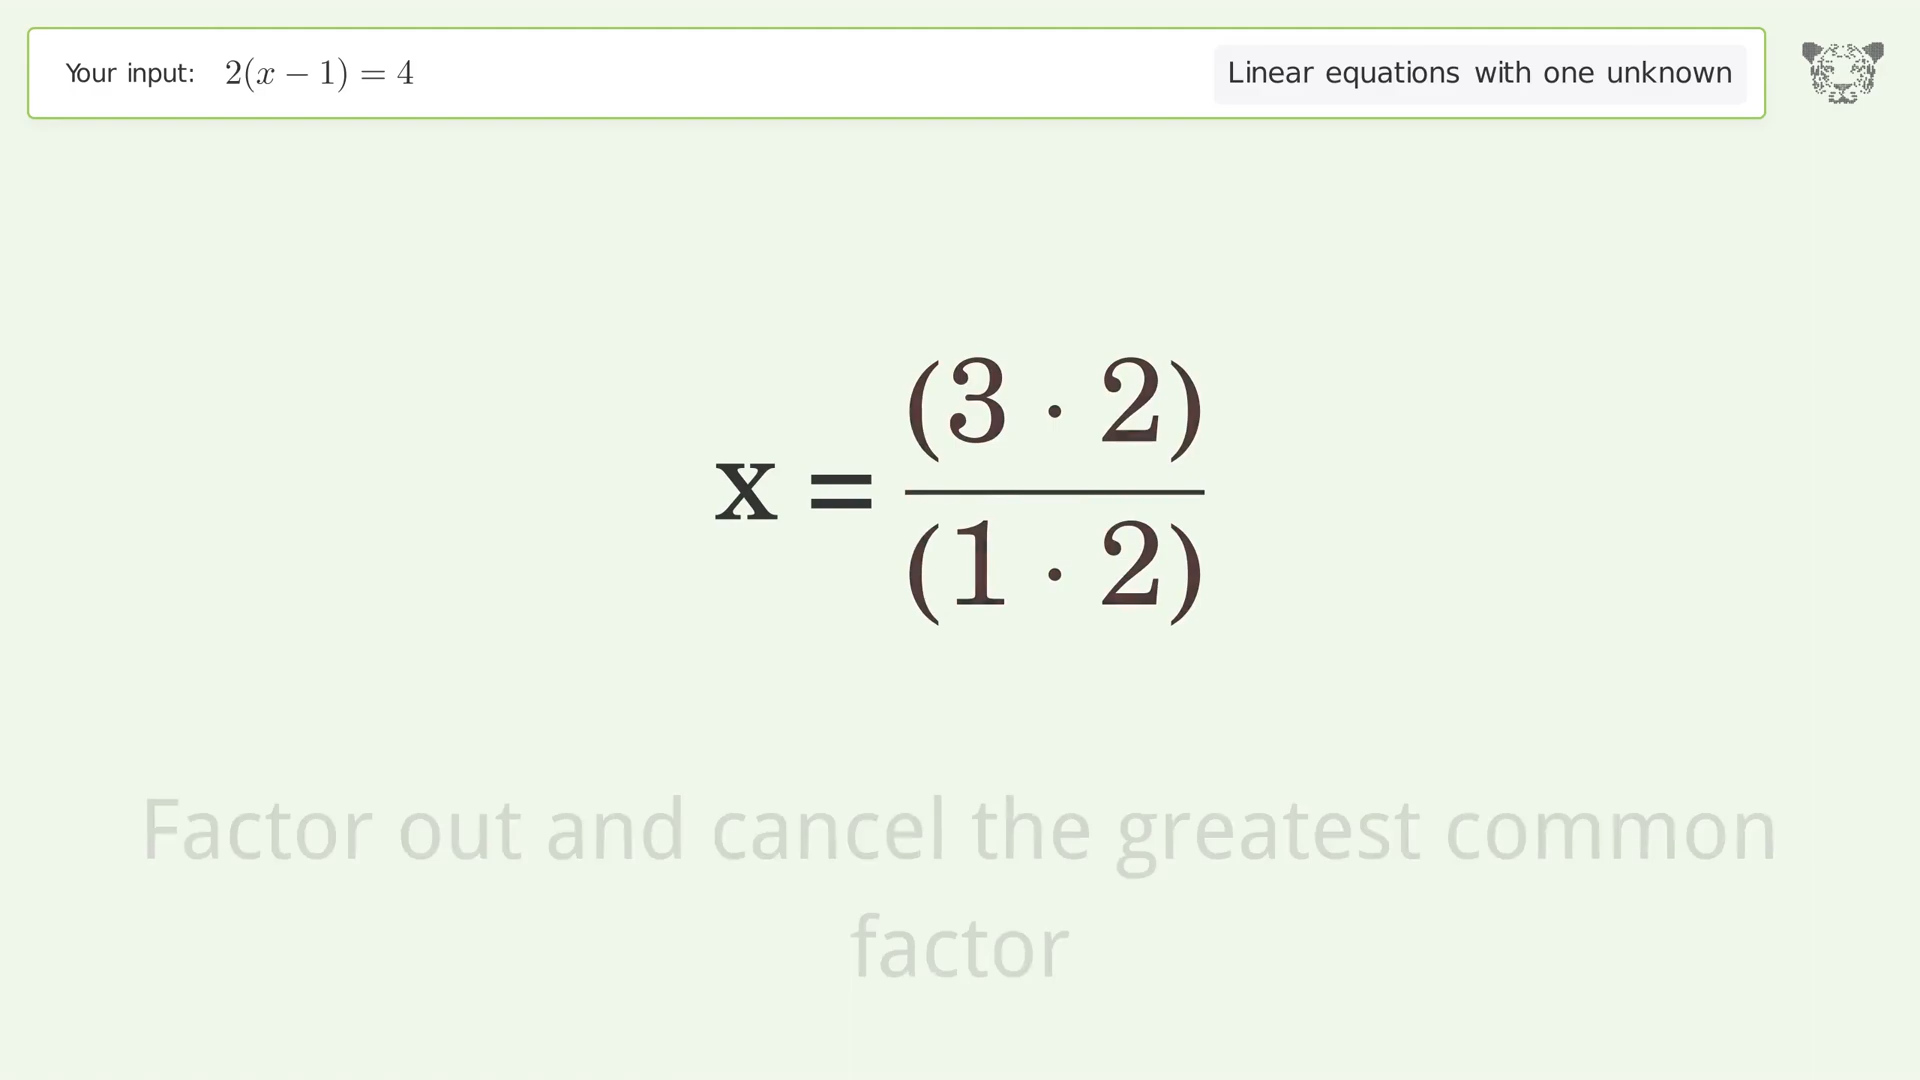 Your input: 2(x − 1) = 4
Linear equations with one unknown
x = (3 · 2) / (1 · 2)
Factor out and cancel the greatest common
factor